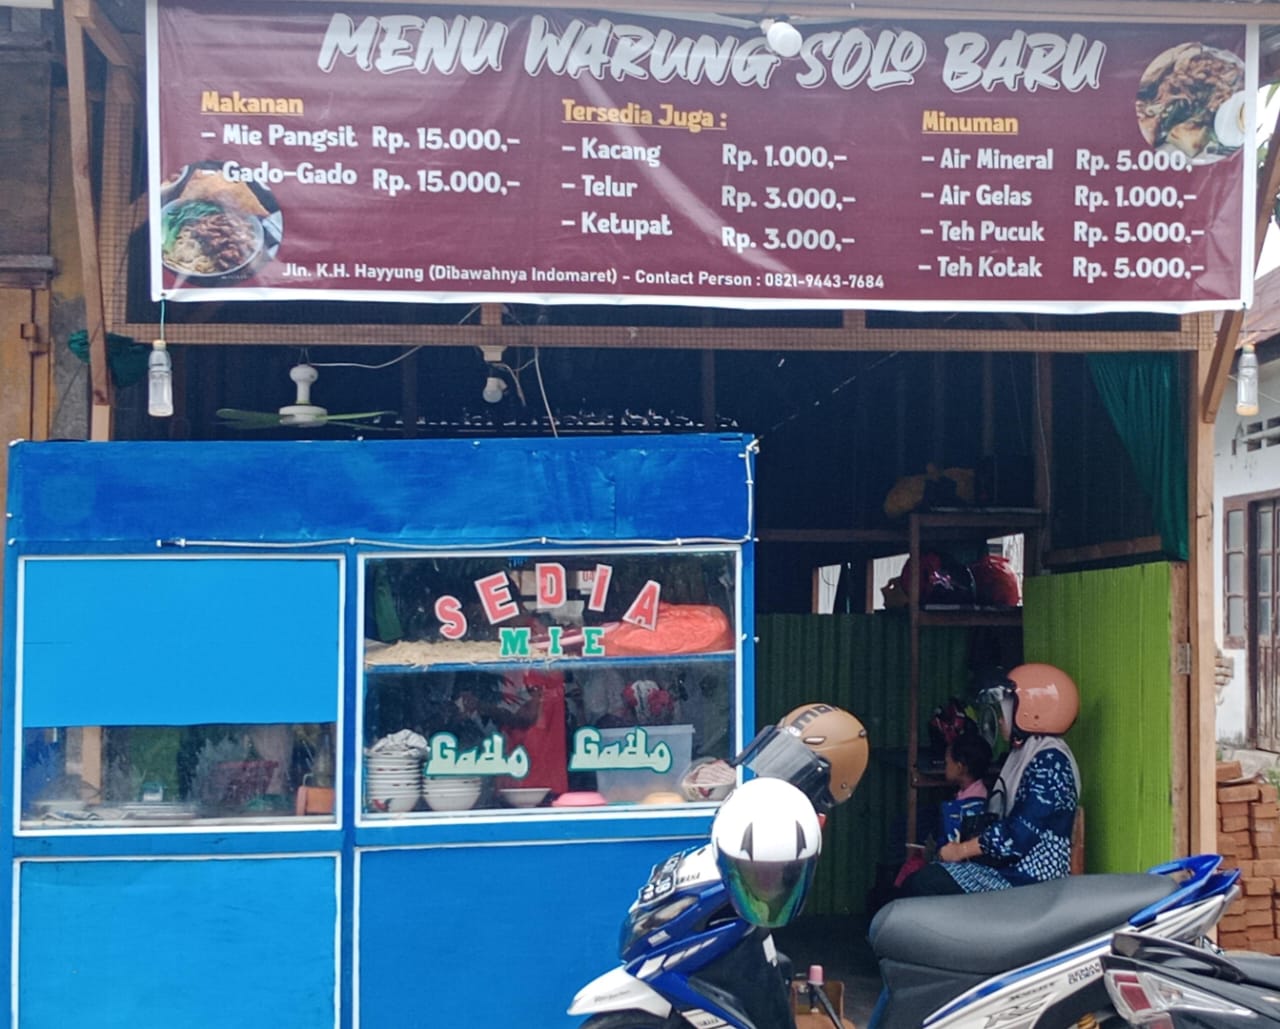 MENU WARUNG SOLO BARU
Makanan
- Mie Pangsit Rp. 15.000,-
- Gado-Gado Rp. 15.000,-
Tersedia Juga :
- Kacang Rp. 1.000,-
- Telur Rp. 3.000,-
- Ketupat Rp. 3.000,-
Minuman
- Air Mineral Rp. 5.000,-
- Air Gelas Rp. 1.000,-
- Teh Pucuk Rp. 5.000,-
- Teh Kotak Rp. 5.000,-
Jln. K.H. Hayyung (Dibawahnya Indomaret) - Contact Person : 0821-9443-7684
SEDIA
MIE
Gado Gado